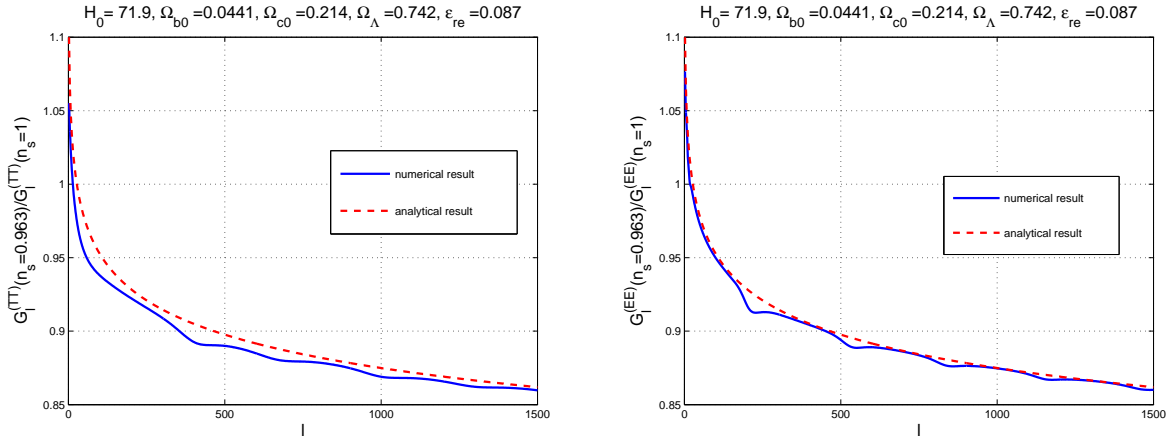 H₀= 71.9, Ω_b0 =0.0441, Ω_c0 =0.214, Ω_Λ =0.742, ε_re =0.087
1.1
1.05
1
0.95
0.9
0.85
G_l^(TT)(n_s=0.963)/G_l^(TT)(n_s=1)
numerical result
analytical result
0 500 1000 1500
l
H₀= 71.9, Ω_b0 =0.0441, Ω_c0 =0.214, Ω_Λ =0.742, ε_re =0.087
1.1
1.05
1
0.95
0.9
0.85
G_l^(EE)(n_s=0.963)/G_l^(EE)(n_s=1)
numerical result
analytical result
0 500 1000 1500
l